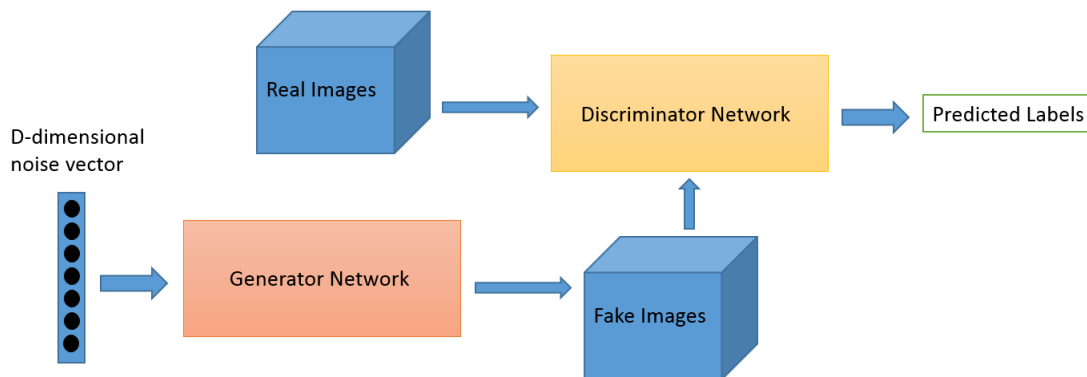 Real Images
Discriminator Network
Predicted Labels
D-dimensional
noise vector
Generator Network
Fake Images